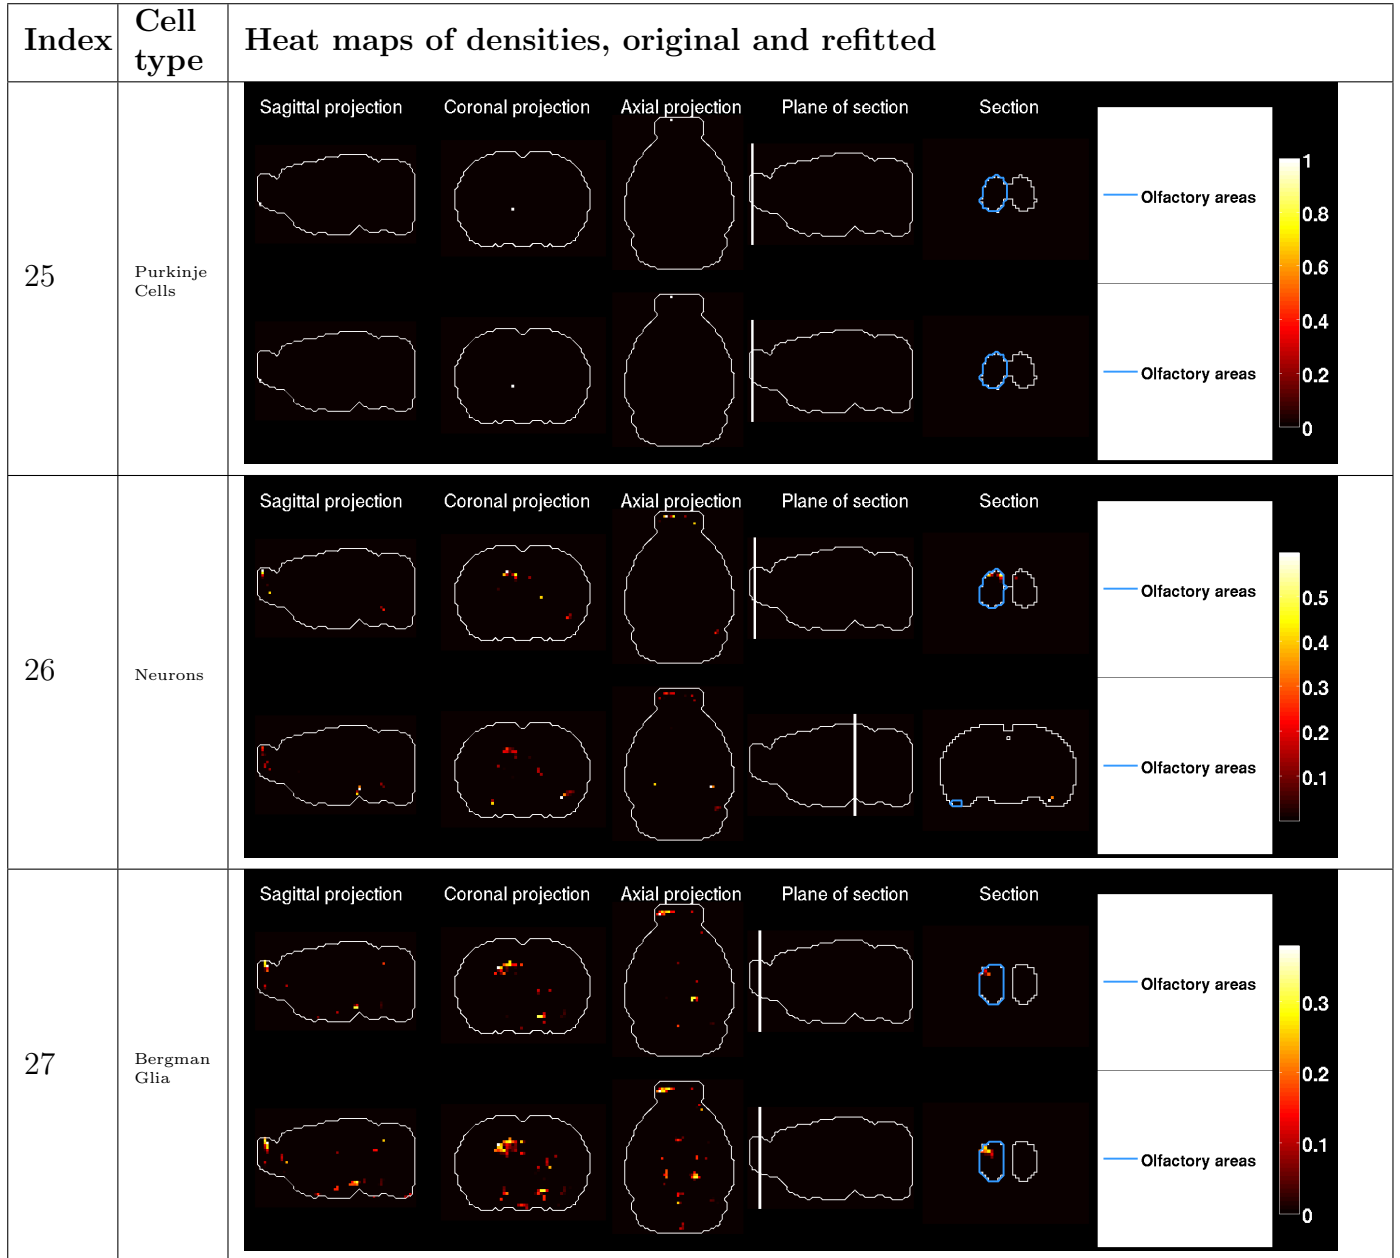 Index Cell type Heat maps of densities, original and refitted
25
Purkinje
Cells
Sagittal projection Coronal projection Axial projection Plane of section Section
Olfactory areas
Olfactory areas
1
0.8
0.6
0.4
0.2
0
26
Neurons
Sagittal projection Coronal projection Axial projection Plane of section Section
Olfactory areas
Olfactory areas
0.5
0.4
0.3
0.2
0.1
27
Bergman
Glia
Sagittal projection Coronal projection Axial projection Plane of section Section
Olfactory areas
Olfactory areas
0.3
0.2
0.1
0